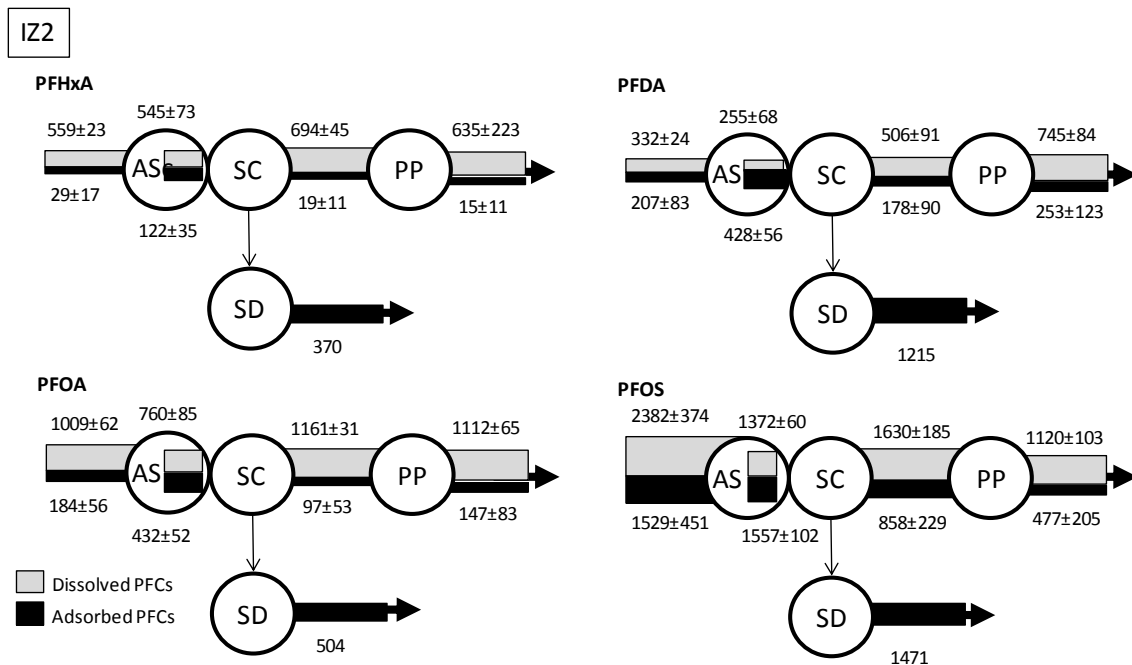 IZ2
PFHxA
545±73
559±23
694±45
635±223
ASG
SC
PP
29±17
19±11
15±11
122±35
SD
370
PFDA
255±68
332±24
506±91
745±84
AS
SC
PP
207±83
178±90
253±123
428±56
SD
1215
PFOA
1009±62
760±85
1161±31
1112±65
AS
SC
PP
184±56
97±53
147±83
432±52
SD
504
PFOS
2382±374
1372±60
1630±185
1120±103
AS
SC
PP
1529±451
1557±102
858±229
477±205
SD
1471
Dissolved PFCs
Adsorbed PFCs